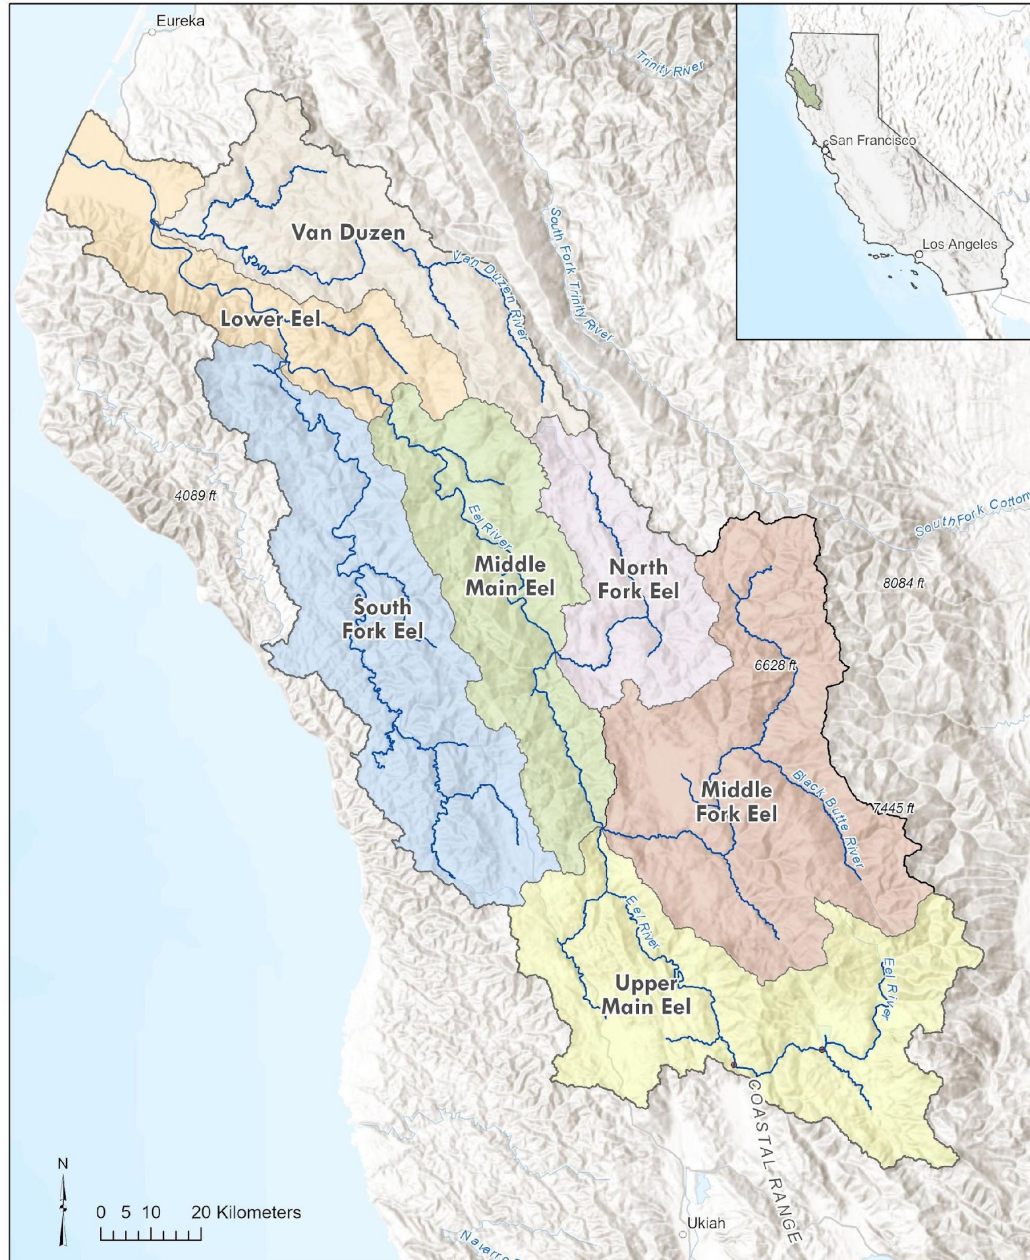 Eureka
Trinity River
San Francisco
Los Angeles
Van Duzen
South Fork Trinity River
Van Duzen River
Lower Eel
4089 ft
South Fork Cotton
Eel River
Middle
Main Eel
North
Fork Eel
8084 ft
South
Fork Eel
6628 ft
Middle
Fork Eel
Black Butte River
7445 ft
Eel River
Eel River
Upper
Main Eel
COASTAL RANGE
N
0 5 10 20 Kilometers
Ukiah
Navarro